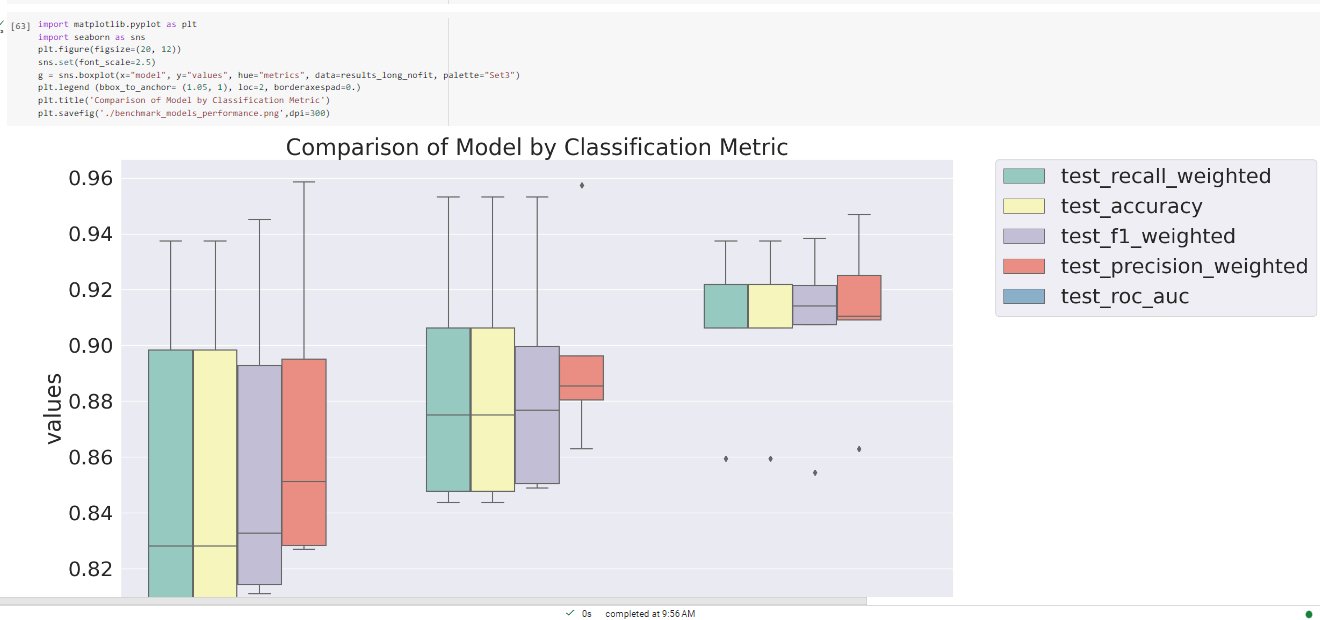 [63] import matplotlib.pyplot as plt
import seaborn as sns
plt.figure(figsize=(20, 12))
sns.set(font_scale=2.5)
g = sns.boxplot(x="model", y="values", hue="metrics", data=results_long_nofit, palette="Set3")
plt.legend (bbox_to_anchor= (1.05, 1), loc=2, borderaxespad=0.)
plt.title('Comparison of Model by Classification Metric')
plt.savefig('./benchmark_models_performance.png',dpi=300)
Comparison of Model by Classification Metric
0.96
0.94
0.92
0.90
0.88
0.86
0.84
0.82
values
test_recall_weighted
test_accuracy
test_f1_weighted
test_precision_weighted
test_roc_auc
0s completed at 9:56 AM